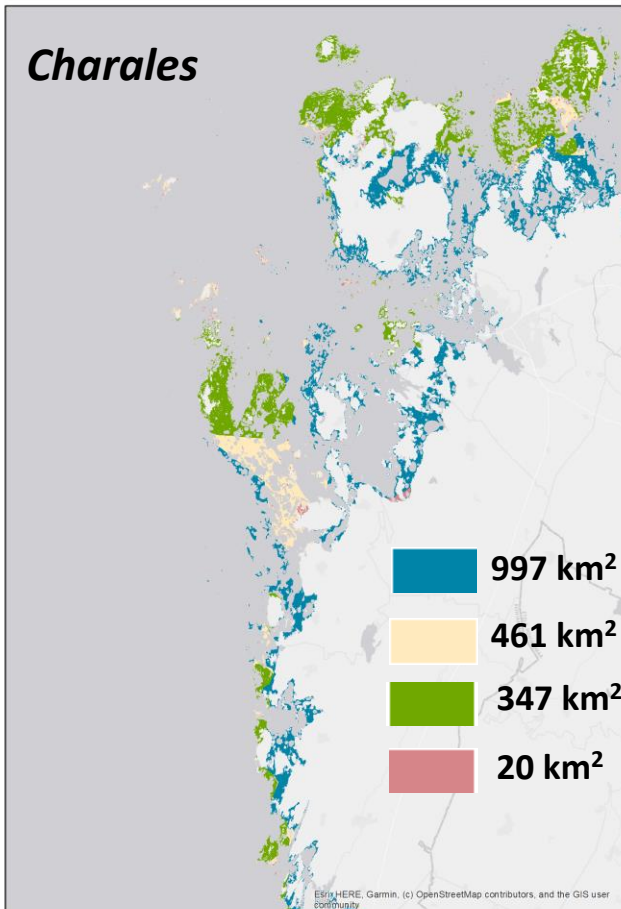 Charales
997 km²
461 km²
347 km²
20 km²
Esri, HERE, Garmin, (c) OpenStreetMap contributors, and the GIS user
community